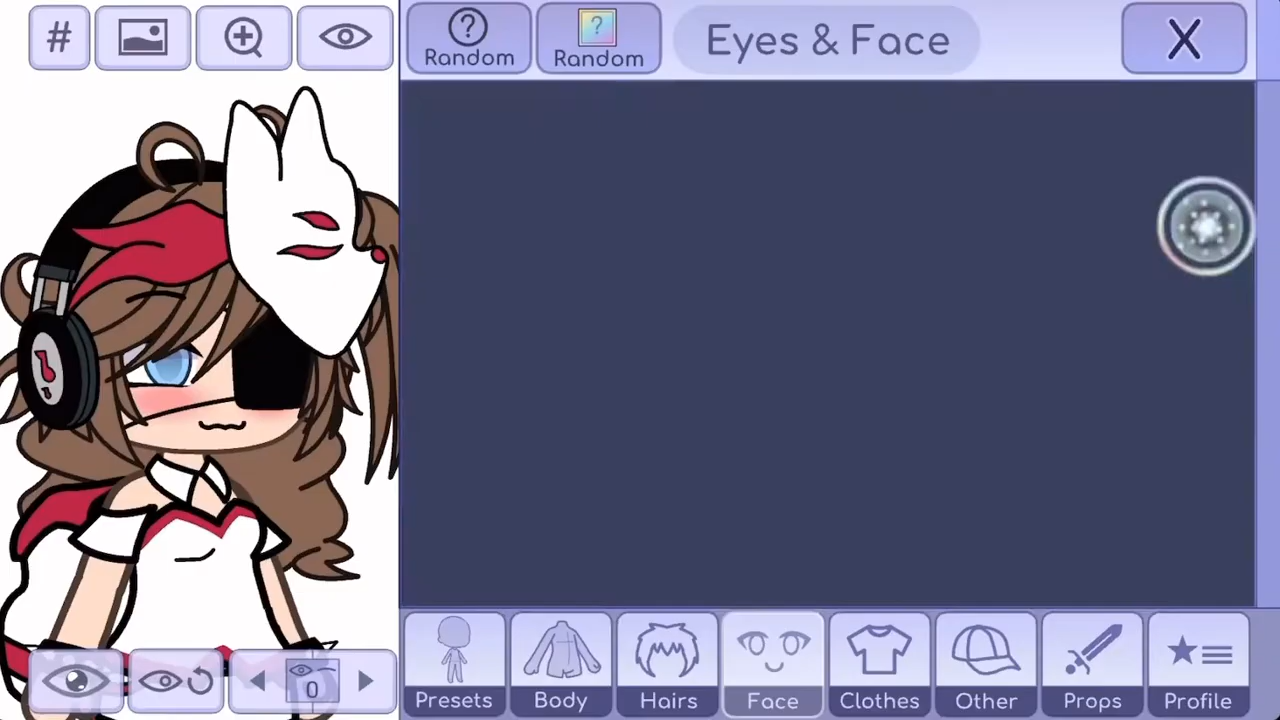 #
? Random
? Random
Eyes & Face
X
0
Presets
Body
Hairs
Face
Clothes
Other
Props
Profile